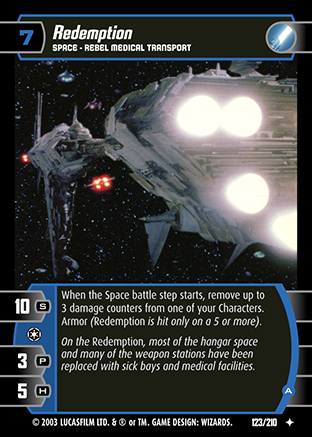 7
Redemption
SPACE - REBEL MEDICAL TRANSPORT
10 S
When the Space battle step starts, remove up to
3 damage counters from one of your Characters.
Armor (Redemption is hit only on a 5 or more).
3 P
On the Redemption, most of the hangar space
and many of the weapon stations have been
replaced with sick bays and medical facilities.
5 H
A
© 2003 LUCASFILM LTD. & ® or TM. GAME DESIGN: WIZARDS.
123/210